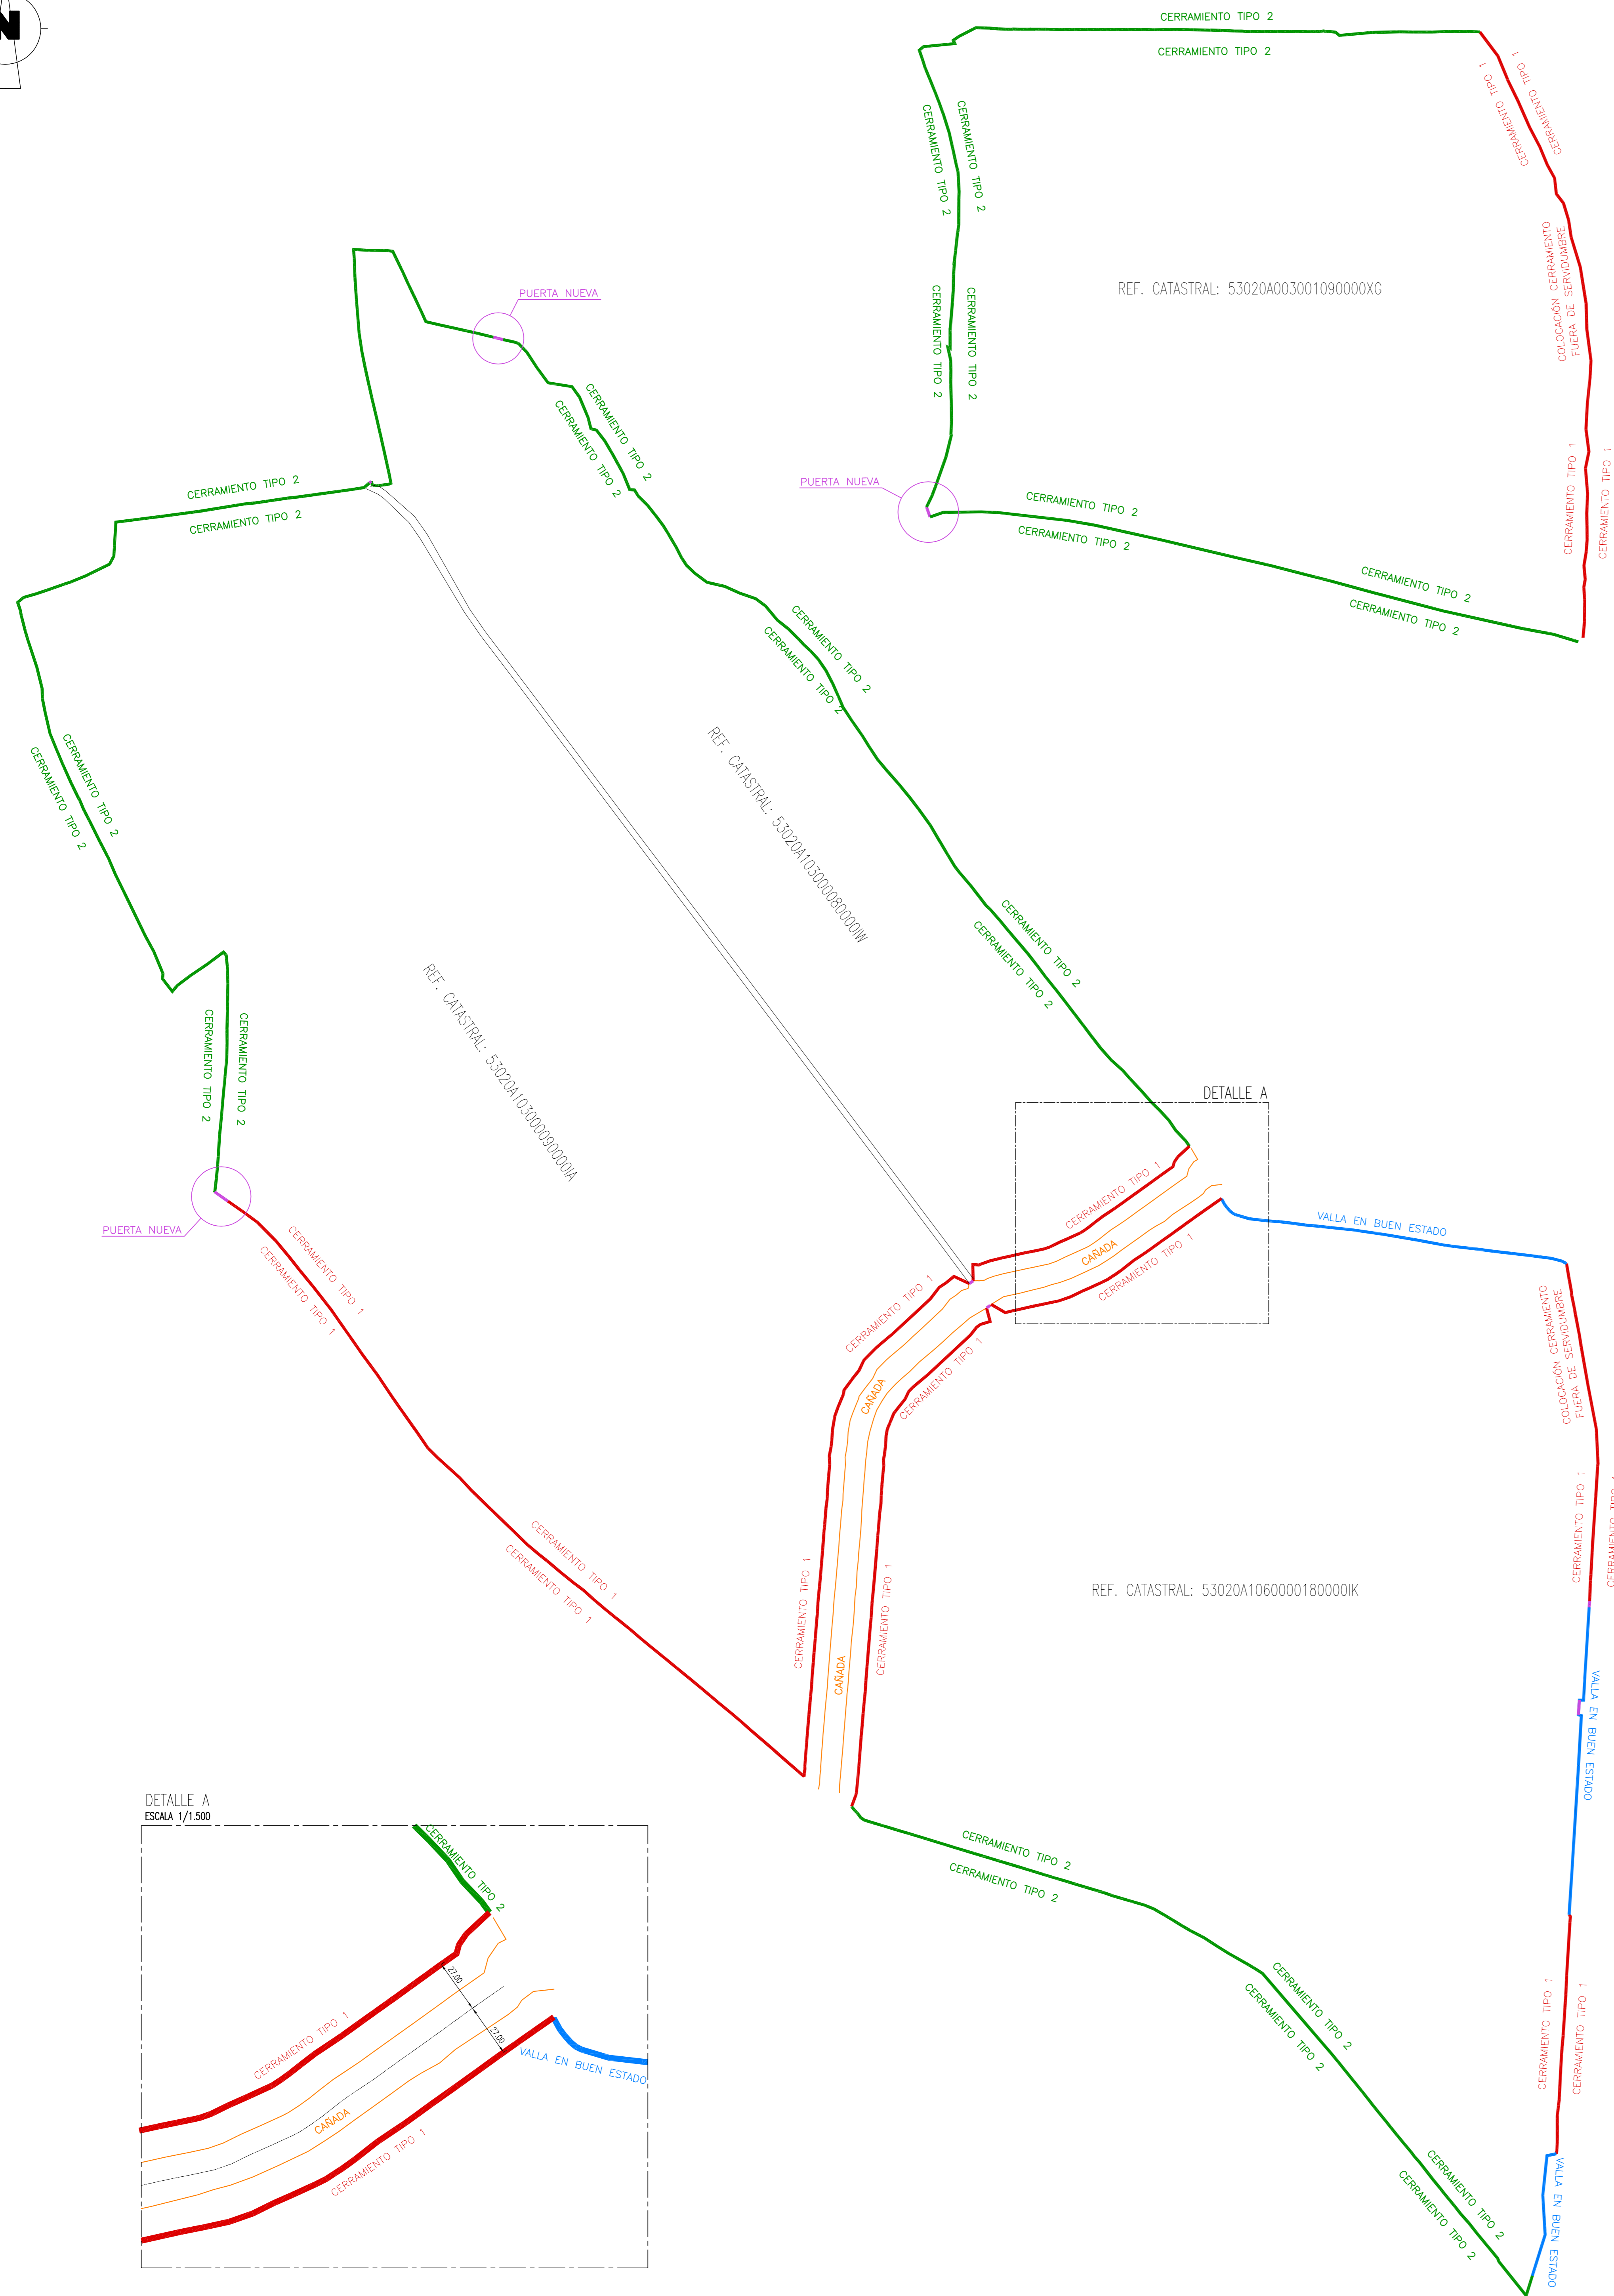 N
CERRAMIENTO TIPO 2
CERRAMIENTO TIPO 2
CERRAMIENTO TIPO 1
CERRAMIENTO TIPO 1
CERRAMIENTO TIPO 2
CERRAMIENTO TIPO 2
COLOCACIÓN CERRAMIENTO
FUERA DE SERVIDUMBRE
REF. CATASTRAL: 53020A003001090000XG
PUERTA NUEVA
CERRAMIENTO TIPO 2
CERRAMIENTO TIPO 2
CERRAMIENTO TIPO 2
CERRAMIENTO TIPO 2
CERRAMIENTO TIPO 1
CERRAMIENTO TIPO 1
PUERTA NUEVA
CERRAMIENTO TIPO 2
CERRAMIENTO TIPO 2
CERRAMIENTO TIPO 2
CERRAMIENTO TIPO 2
CERRAMIENTO TIPO 2
CERRAMIENTO TIPO 2
CERRAMIENTO TIPO 2
CERRAMIENTO TIPO 2
CERRAMIENTO TIPO 2
CERRAMIENTO TIPO 2
REF. CATASTRAL: 53020A103000080000IW
CERRAMIENTO TIPO 2
CERRAMIENTO TIPO 2
REF. CATASTRAL: 53020A103000090000IA
CERRAMIENTO TIPO 2
CERRAMIENTO TIPO 2
DETALLE A
CERRAMIENTO TIPO 1
CAÑADA
CERRAMIENTO TIPO 1
VALLA EN BUEN ESTADO
PUERTA NUEVA
CERRAMIENTO TIPO 1
CERRAMIENTO TIPO 1
CERRAMIENTO TIPO 1
CAÑADA
CERRAMIENTO TIPO 1
COLOCACIÓN CERRAMIENTO
FUERA DE SERVIDUMBRE
CERRAMIENTO TIPO 1
CERRAMIENTO TIPO 1
CERRAMIENTO TIPO 1
CERRAMIENTO TIPO 1
CERRAMIENTO TIPO 1
CAÑADA
CERRAMIENTO TIPO 1
REF. CATASTRAL: 53020A106000180000IK
VALLA EN BUEN ESTADO
DETALLE A
ESCALA 1/1.500
CERRAMIENTO TIPO 2
27.00
27.00
CERRAMIENTO TIPO 1
CAÑADA
CERRAMIENTO TIPO 1
VALLA EN BUEN ESTADO
CERRAMIENTO TIPO 2
CERRAMIENTO TIPO 2
CERRAMIENTO TIPO 2
CERRAMIENTO TIPO 2
CERRAMIENTO TIPO 1
CERRAMIENTO TIPO 1
CERRAMIENTO TIPO 2
CERRAMIENTO TIPO 2
VALLA EN BUEN ESTADO